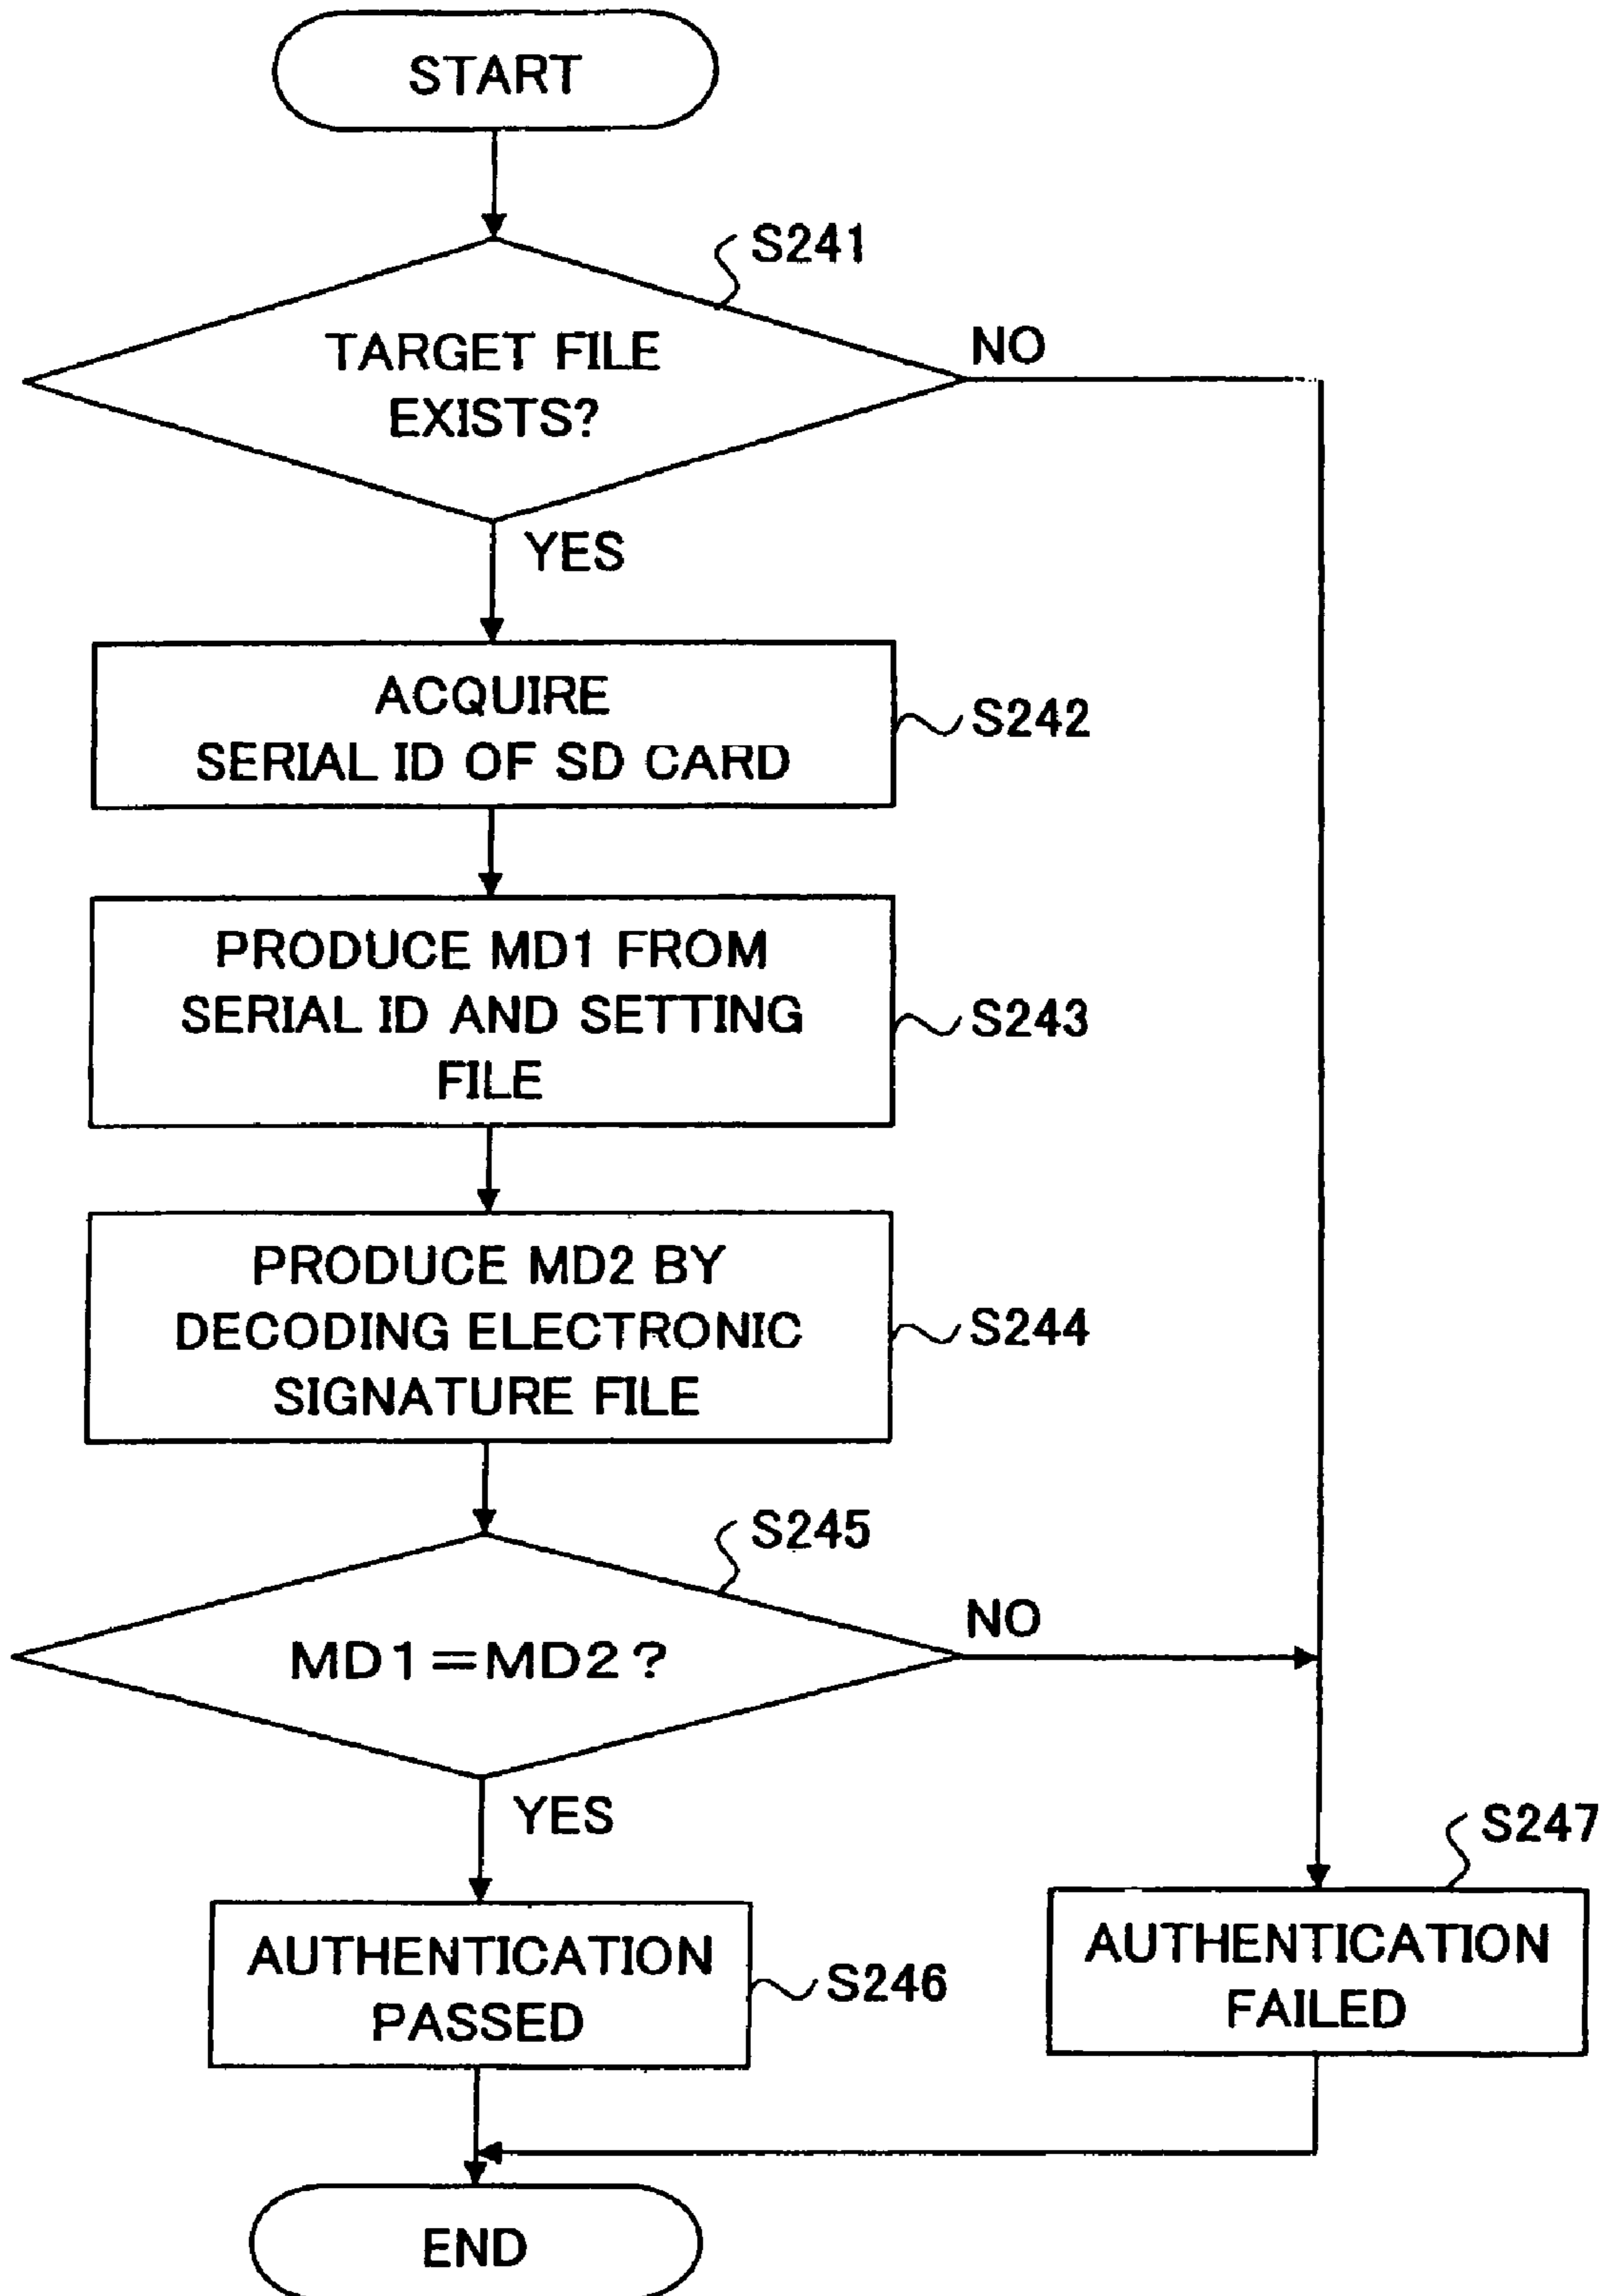 START
S241
TARGET FILE
EXISTS?
NO
YES
ACQUIRE
SERIAL ID OF SD CARD
S242
PRODUCE MD1 FROM
SERIAL ID AND SETTING
FILE
S243
PRODUCE MD2 BY
DECODING ELECTRONIC
SIGNATURE FILE
S244
S245
MD1=MD2?
NO
YES
AUTHENTICATION
PASSED
S246
S247
AUTHENTICATION
FAILED
END